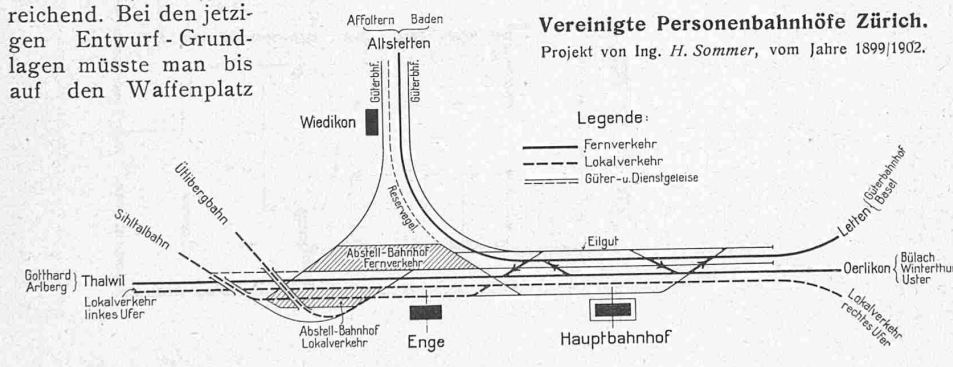 reichend. Bei den jetzi-
gen Entwurf-Grund-
lagen müsste man bis
auf den Waffenplatz
Vereinigte Personenbahnhöfe Zürich.
Projekt von Ing. H. Sommer, vom Jahre 1899/1902.
Affoltern Baden
Altstetten
Güterbhf.
Güterbhf.
Wiedikon
Legende:
Fernverkehr
Lokalverkehr
Güter-u. Dienstgeleise
Reservegel.
Ütlibergbahn
Sihltalbahn
Abstell-Bahnhof
Fernverkehr
Eilgut
Letten
Güterbahnhof
Basel
Gotthard
Arlberg
Thalwil
Oerlikon
Bülach
Winterthu
Uster
Lokalverkehr
linkes Ufer
Abstell-Bahnhof
Lokalverkehr
Enge
Hauptbahnhof
Lokalverkehr
rechtes Ufer